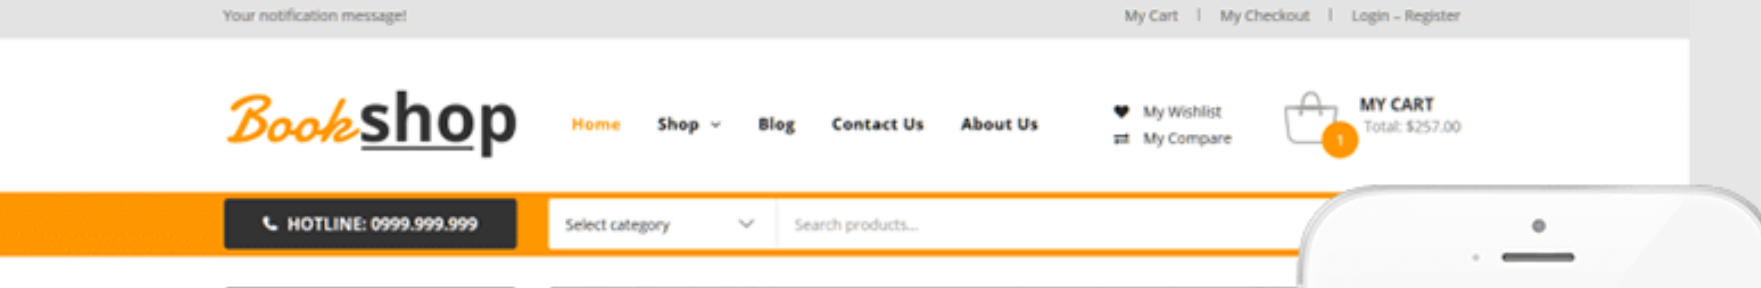 Your notification message! My Cart | My Checkout | Login – Register
Bookshop Home Shop Blog Contact Us About Us
My Wishlist
My Compare
MY CART
Total: $257.00
1
HOTLINE: 0999.999.999 Select category Search products...